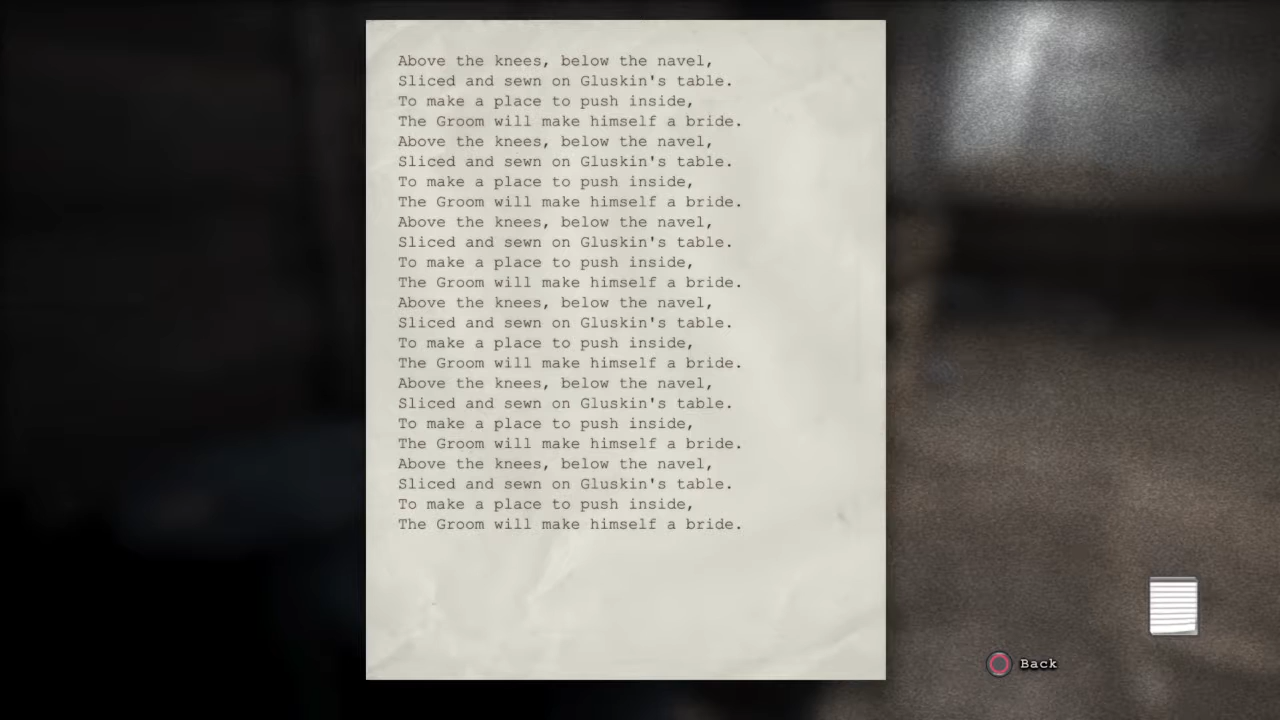 Above the knees, below the navel,
Sliced and sewn on Gluskin's table.
To make a place to push inside,
The Groom will make himself a bride.
Above the knees, below the navel,
Sliced and sewn on Gluskin's table.
To make a place to push inside,
The Groom will make himself a bride.
Above the knees, below the navel,
Sliced and sewn on Gluskin's table.
To make a place to push inside,
The Groom will make himself a bride.
Above the knees, below the navel,
Sliced and sewn on Gluskin's table.
To make a place to push inside,
The Groom will make himself a bride.
Above the knees, below the navel,
Sliced and sewn on Gluskin's table.
To make a place to push inside,
The Groom will make himself a bride.
Above the knees, below the navel,
Sliced and sewn on Gluskin's table.
To make a place to push inside,
The Groom will make himself a bride.
Back